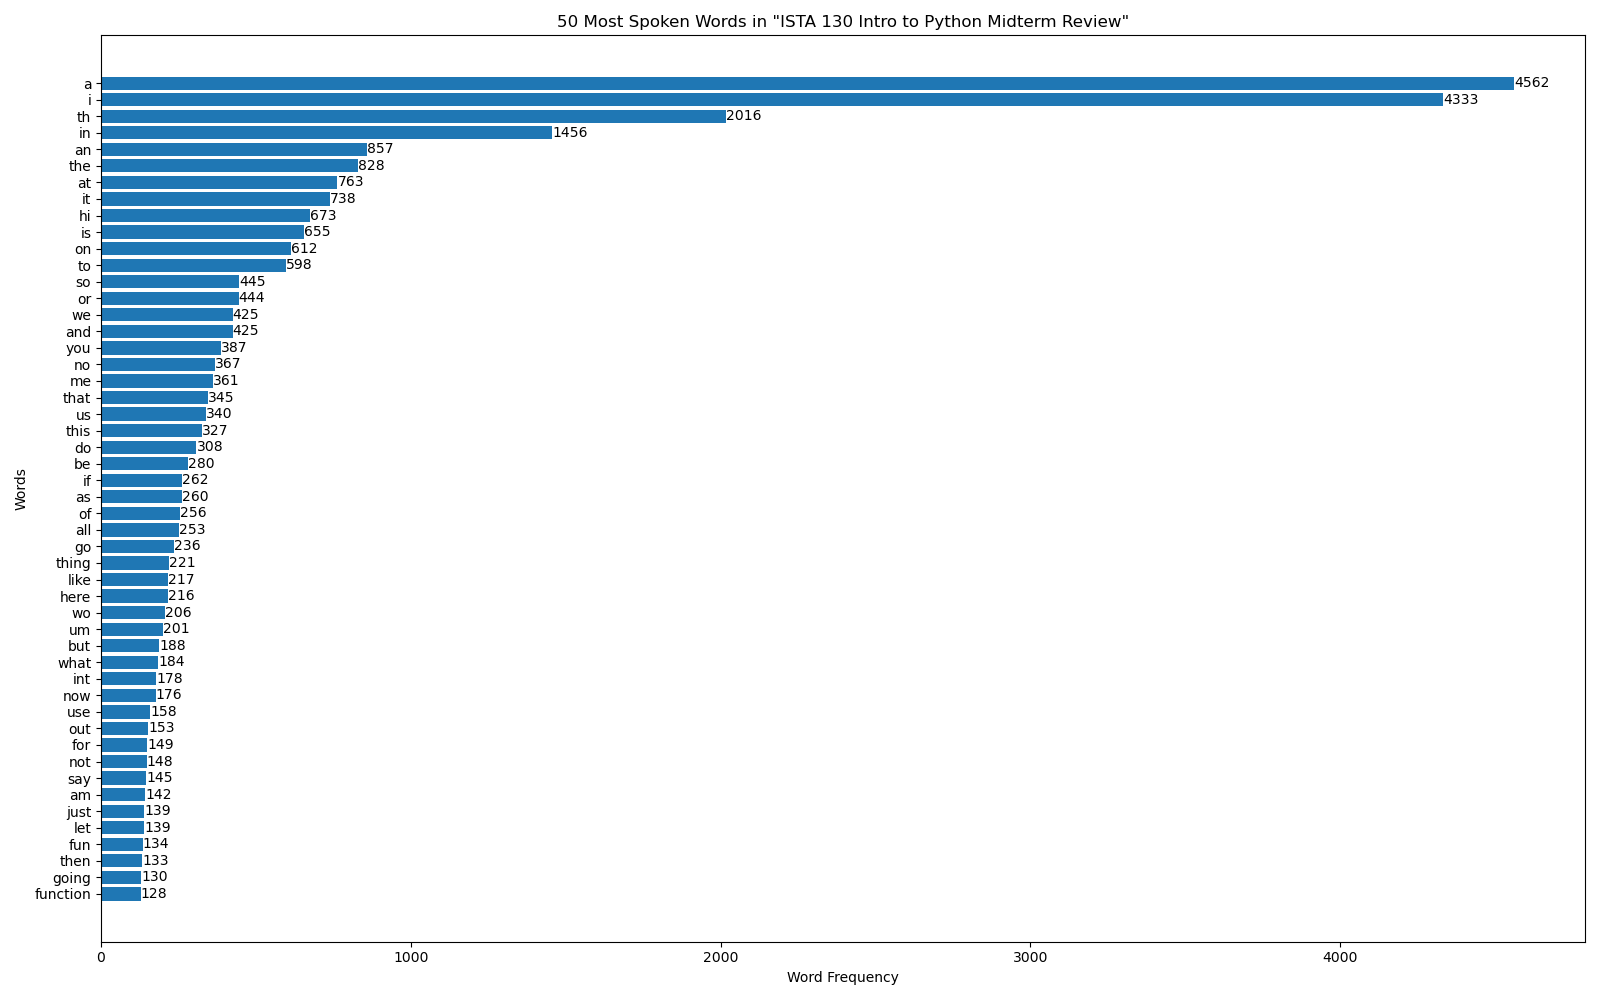 50 Most Spoken Words in "ISTA 130 Intro to Python Midterm Review"
a 4562
i 4333
th 2016
in 1456
an 857
the 828
at 763
it 738
hi 673
is 655
on 612
to 598
so 445
or 444
we 425
and 425
you 387
no 367
me 361
that 345
us 340
this 327
do 308
be 280
if 262
as 260
of 256
all 253
go 236
thing 221
like 217
here 216
wo 206
um 201
but 188
what 184
int 178
now 176
use 158
out 153
for 149
not 148
say 145
am 142
just 139
let 139
fun 134
then 133
going 130
function 128
Words
0 1000 2000 3000 4000
Word Frequency